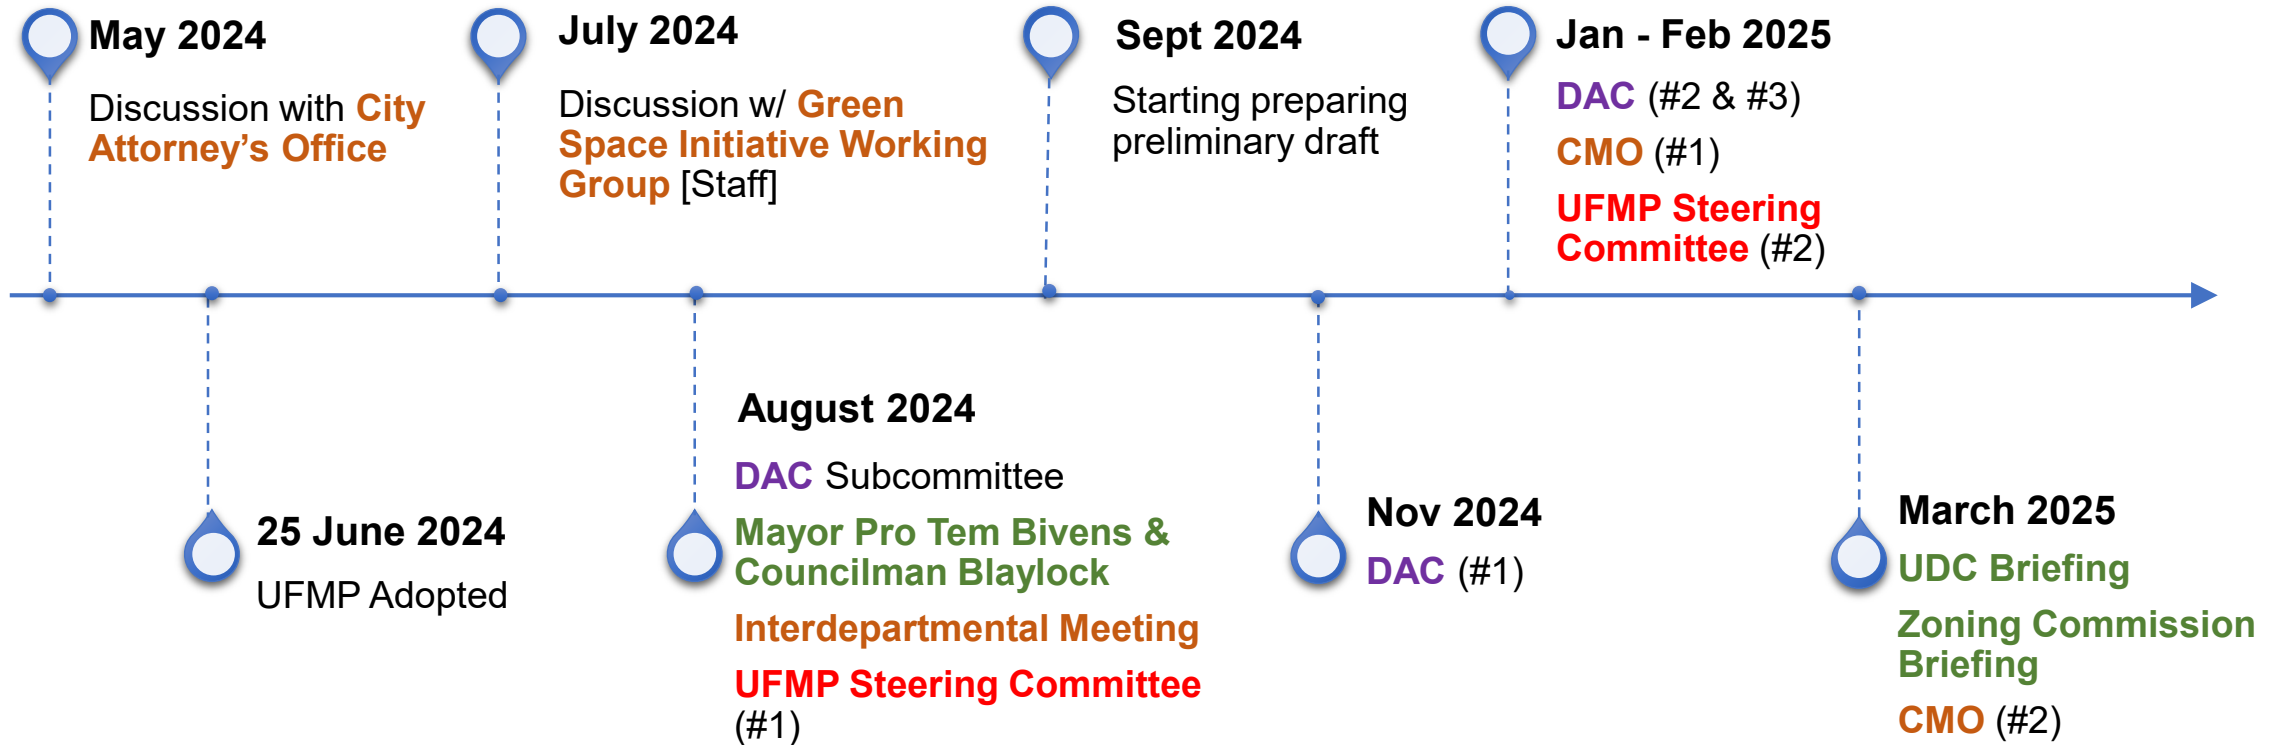 May 2024
Discussion with City
Attorney’s Office
25 June 2024
UFMP Adopted
July 2024
Discussion w/ Green
Space Initiative Working
Group [Staff]
August 2024
DAC Subcommittee
Mayor Pro Tem Bivens &
Councilman Blaylock
Interdepartmental Meeting
UFMP Steering Committee
(#1)
Sept 2024
Starting preparing
preliminary draft
Nov 2024
DAC (#1)
Jan - Feb 2025
DAC (#2 & #3)
CMO (#1)
UFMP Steering
Committee (#2)
March 2025
UDC Briefing
Zoning Commission
Briefing
CMO (#2)